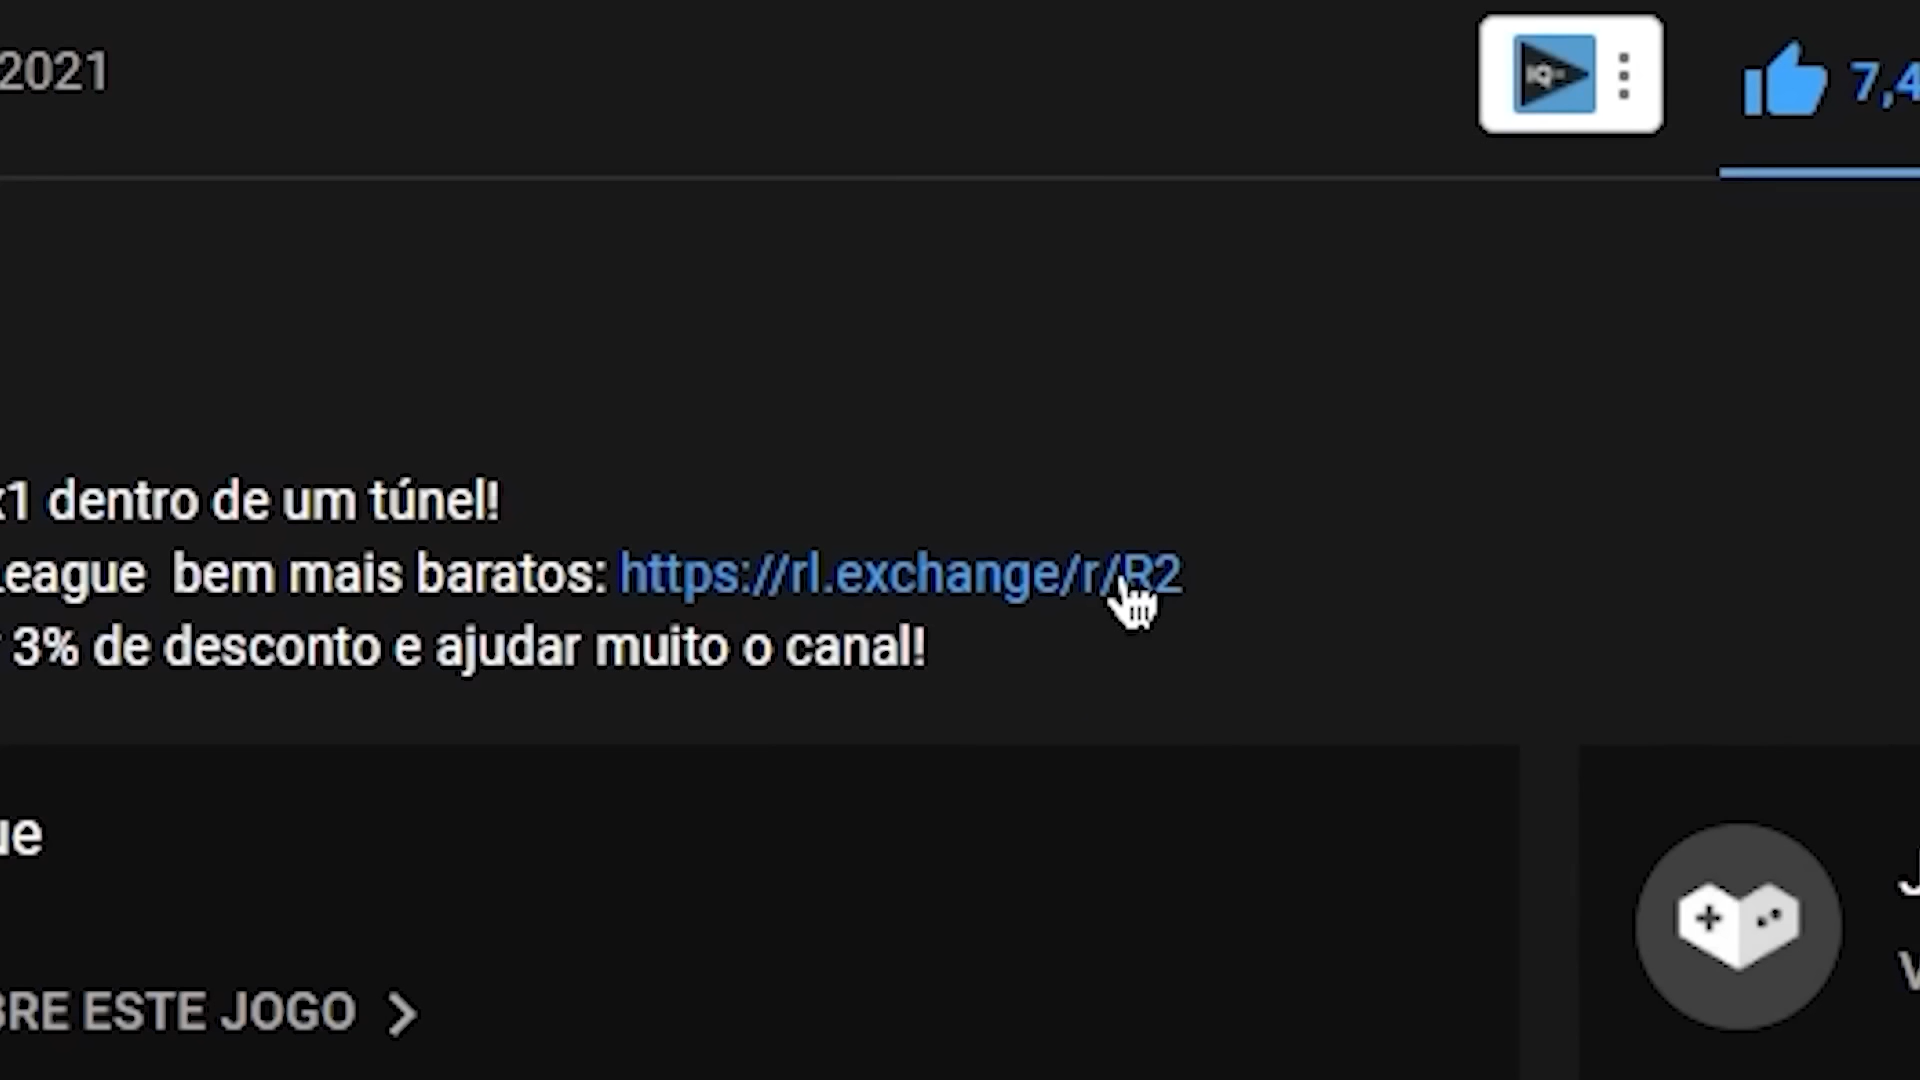 2021
IQ
7,4
x1 dentro de um túnel!
League bem mais baratos: https://rl.exchange/r/R2
3% de desconto e ajudar muito o canal!
ue
BRE ESTE JOGO
J
V